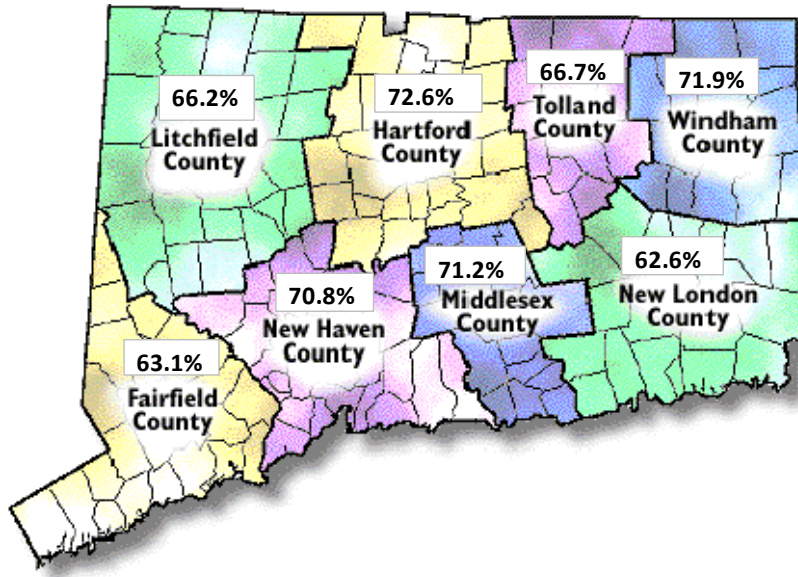 66.2%
Litchfield
County
72.6%
Hartford
County
66.7%
Tolland
County
71.9%
Windham
County
63.1%
Fairfield
County
70.8%
New Haven
County
71.2%
Middlesex
County
62.6%
New London
County